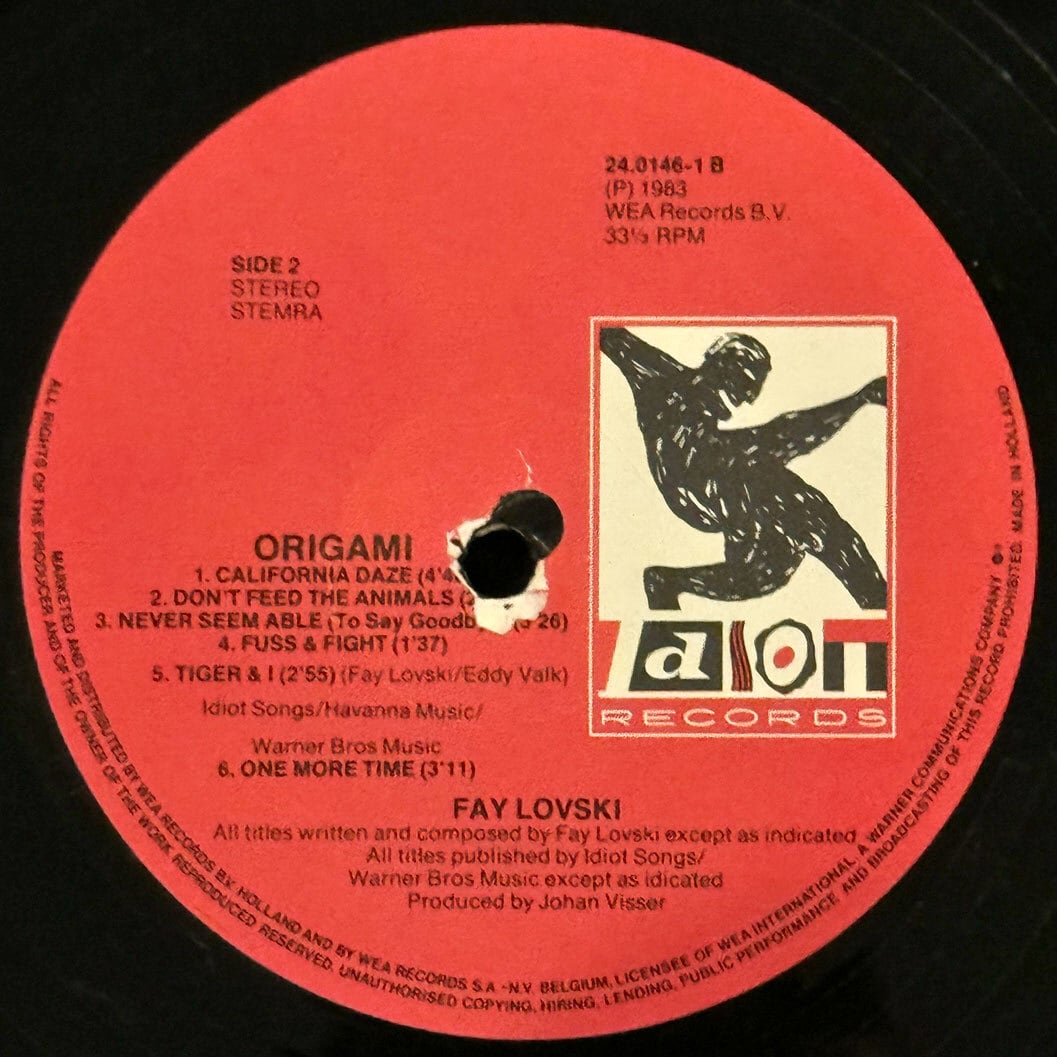 24.0146-1 B
(P) 1983
WEA Records B.V.
33⅓ RPM
SIDE 2
STEREO
STEMRA
ORIGAMI
1. CALIFORNIA DAZE (4'4
2. DON'T FEED THE ANIMALS (
3. NEVER SEEM ABLE (To Say Goodby 26)
4. FUSS & FIGHT (1'37)
5. TIGER & I (2'55) (Fay Lovski/Eddy Valk)
Idiot Songs/Havanna Music/
Warner Bros Music
6. ONE MORE TIME (3'11)
RECORDS
FAY LOVSKI
All titles written and composed by Fay Lovski except as indicated
All titles published by Idiot Songs/
Warner Bros Music except as idicated
Produced by Johan Visser
MARKETED AND DISTRIBUTED BY WEA RECORDS B.V. HOLLAND AND BY WEA RECORDS S.A.-N.V. BELGIUM, LICENSEE OF WEA INTERNATIONAL, A WARNER COMMUNICATIONS COMPANY
ALL RIGHTS OF THE PRODUCER AND OF THE OWNER OF THE WORK REPRODUCED RESERVED. UNAUTHORISED COPYING, HIRING, LENDING, PUBLIC PERFORMANCE AND BROADCASTING OF THIS RECORD PROHIBITED. MADE IN HOLLAND